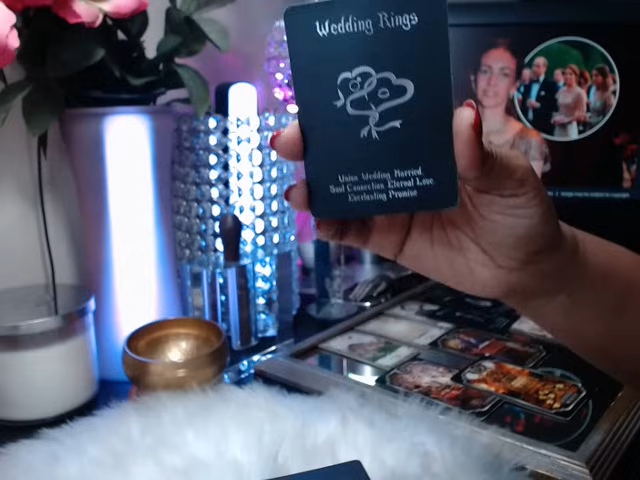 Wedding Rings
Union Wedding Married
Soul Connection Eternal Love
Everlasting Promise